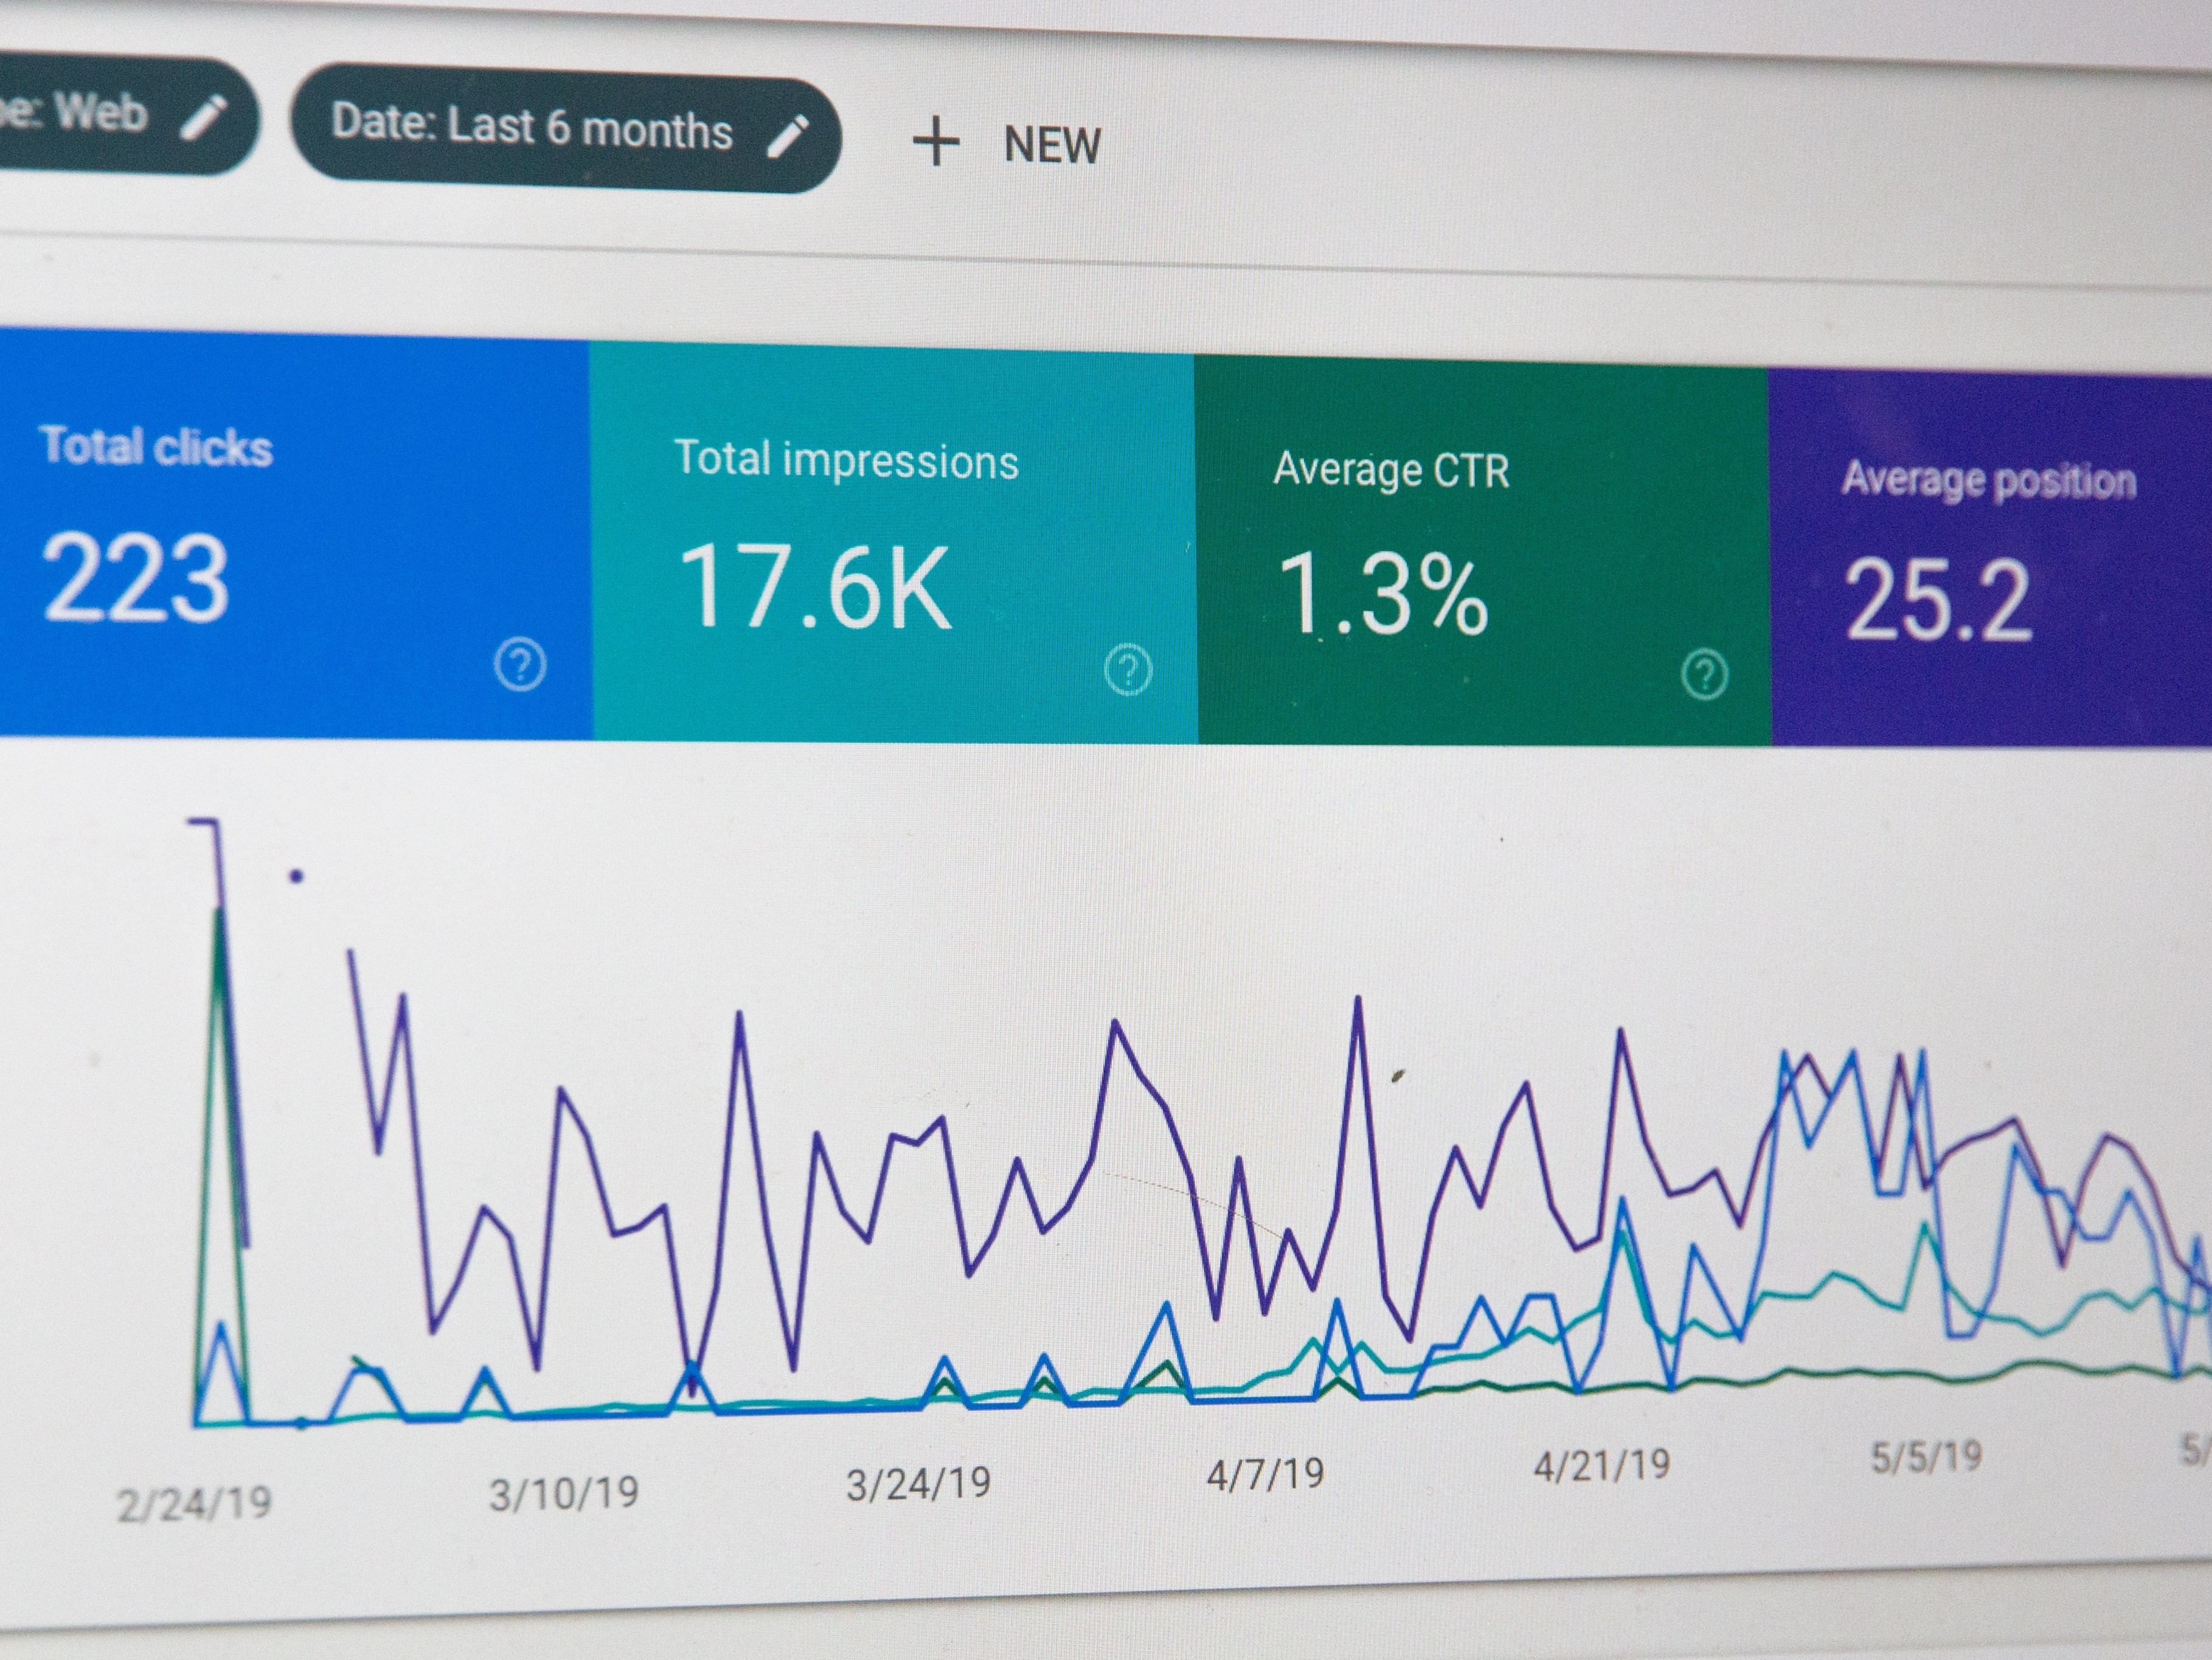 pe: Web
Date: Last 6 months
+ NEW
Total clicks
223
Total impressions
17.6K
Average CTR
1.3%
Average position
25.2
2/24/19
3/10/19
3/24/19
4/7/19
4/21/19
5/5/19
5/